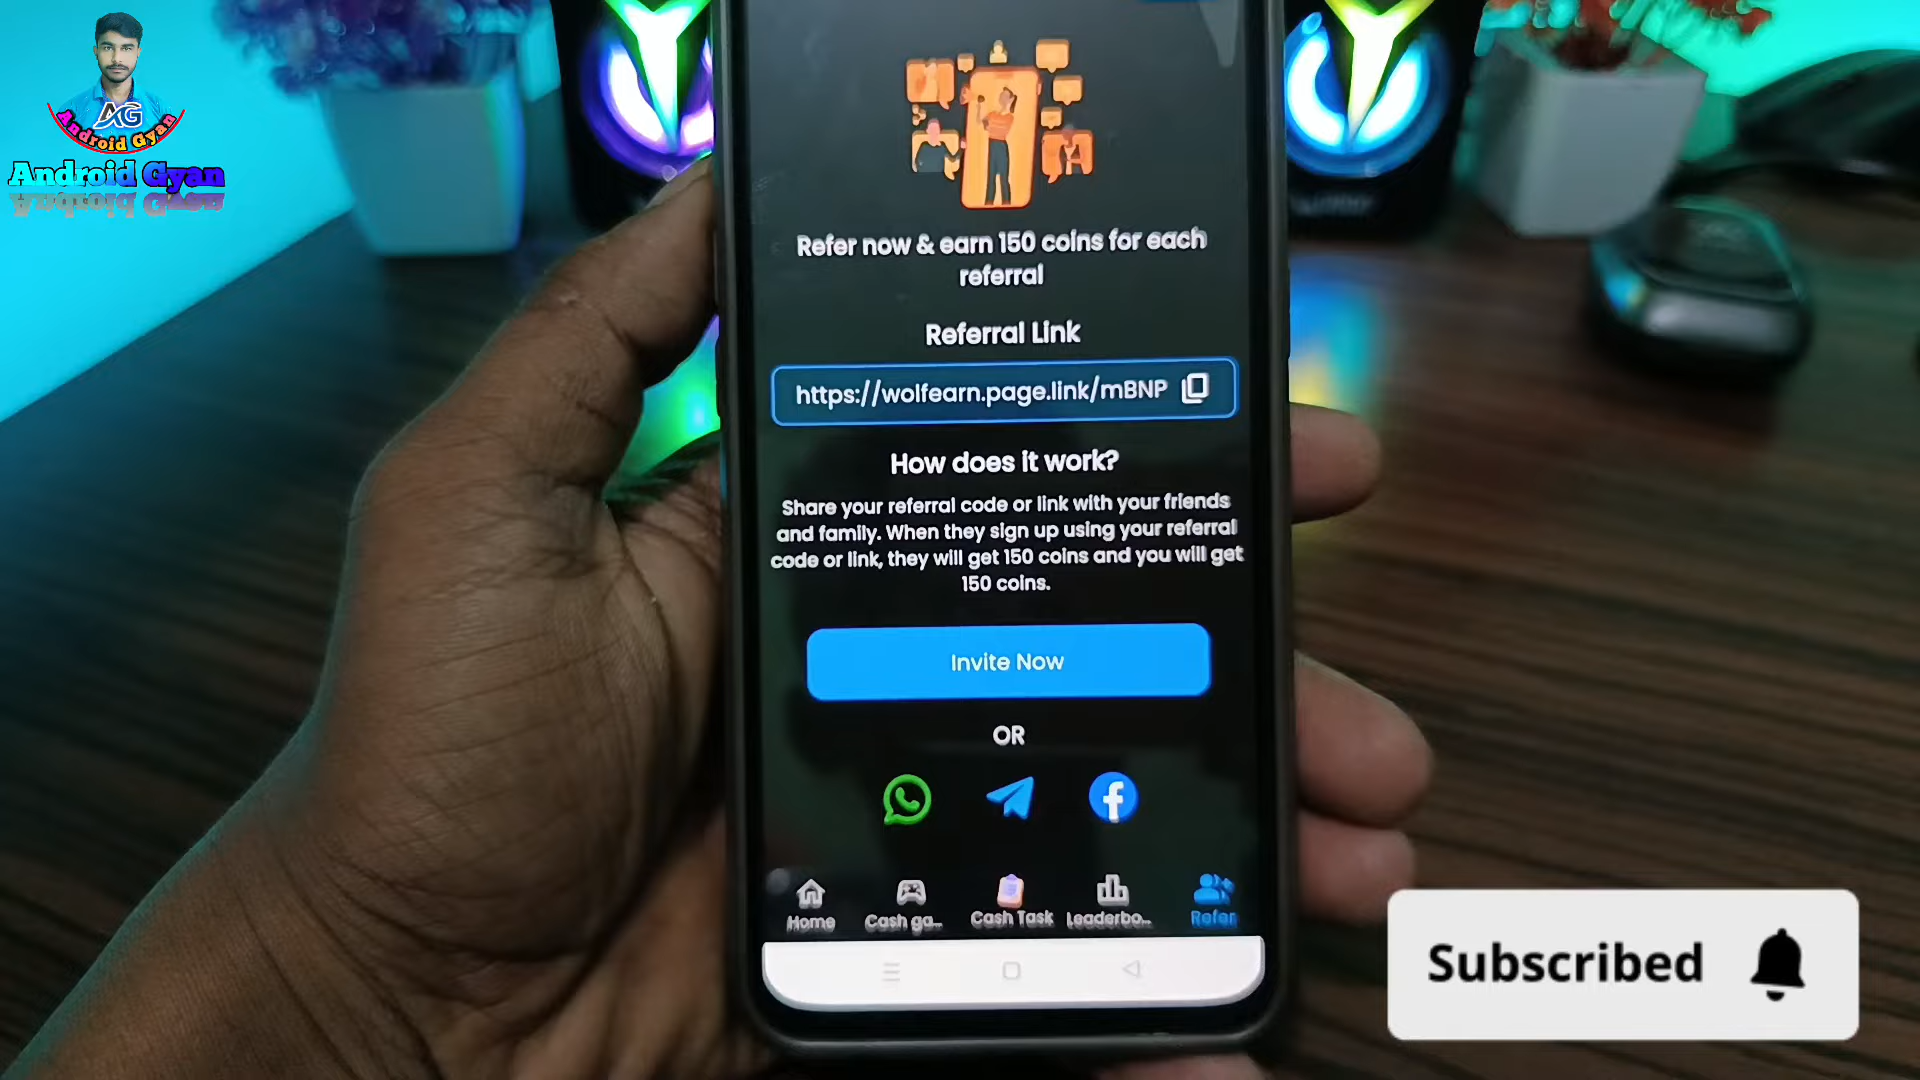 AG
Android Gyan
Android Gyan
Refer now & earn 150 coins for each
referral
Referral Link
https://wolfearn.page.link/mBNP
How does it work?
Share your referral code or link with your friends
and family. When they sign up using your referral
code or link, they will get 150 coins and you will get
150 coins.
Invite Now
OR
Home
Cash ga...
Cash Task
Leaderbo...
Refer
Subscribed